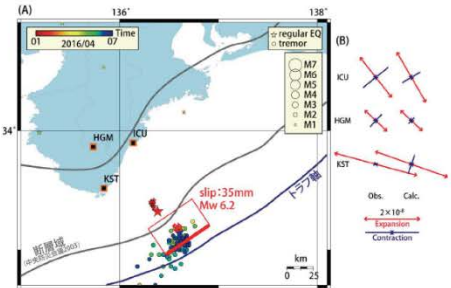 (A)
136
138
01
Time
07
2016/04
regular EQ
tremor
M7
M6
M5
M4
M3
M2
M1
34
HGM
ICU
KST
slip:35mm
Mw 6.2
トラフ軸
断層域
km
0 25
(B)
ICU
HGM
KST
Obs.
Calc.
Expansion
Contraction